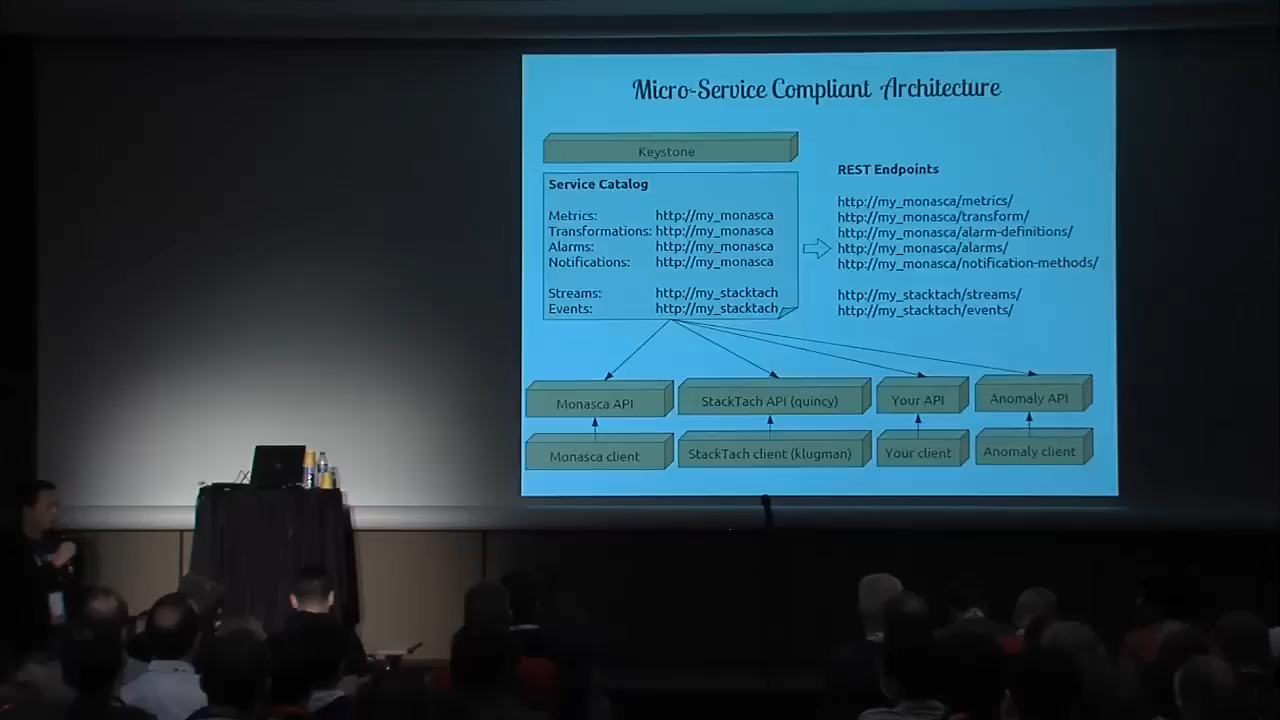 Micro-Service Compliant Architecture
Keystone
Service Catalog
Metrics: http://my_monasca
Transformations: http://my_monasca
Alarms: http://my_monasca
Notifications: http://my_monasca
Streams: http://my_stacktach
Events: http://my_stacktach
REST Endpoints
http://my_monasca/metrics/
http://my_monasca/transform/
http://my_monasca/alarm-definitions/
http://my_monasca/alarms/
http://my_monasca/notification-methods/
http://my_stacktach/streams/
http://my_stacktach/events/
Monasca API
StackTach API (quincy)
Your API
Anomaly API
Monasca client
StackTach client (klugman)
Your client
Anomaly client